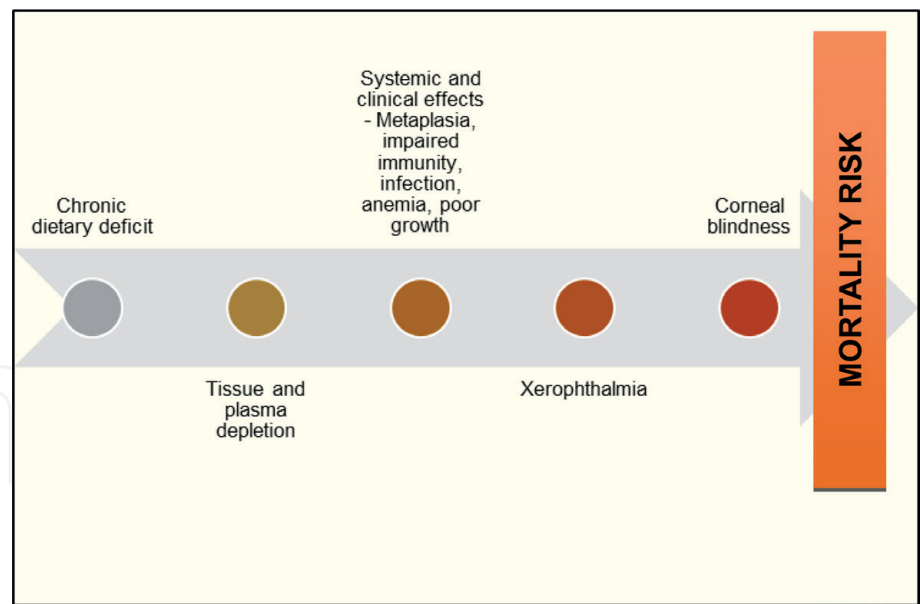 Chronic
dietary deficit
Tissue and
plasma
depletion
Systemic and
clinical effects
- Metaplasia,
impaired
immunity,
infection,
anemia, poor
growth
Xerophthalmia
Corneal
blindness
MORTALITY RISK